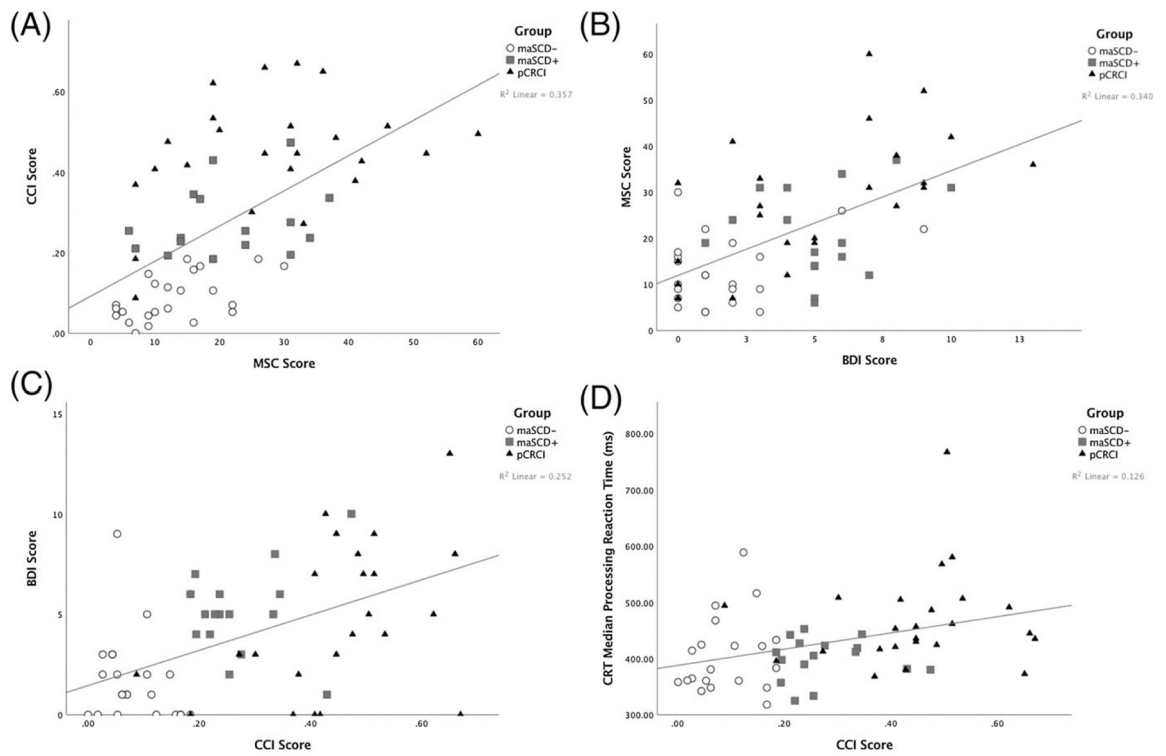 (A)
Group
maSCD-
maSCD+
pCRCI
R² Linear = 0.357
CCI Score
.60
.40
.20
.00
0 10 20 30 40 50 60
MSC Score
(B)
Group
maSCD-
maSCD+
pCRCI
R² Linear = 0.340
MSC Score
60
50
40
30
20
10
0
0 3 5 8 10 13
BDI Score
(C)
Group
maSCD-
maSCD+
pCRCI
R² Linear = 0.252
BDI Score
15
10
5
0
.00 .20 .40 .60
CCI Score
(D)
Group
maSCD-
maSCD+
pCRCI
R² Linear = 0.126
CRT Median Processing Reaction Time (ms)
800.00
700.00
600.00
500.00
400.00
300.00
.00 .20 .40 .60
CCI Score